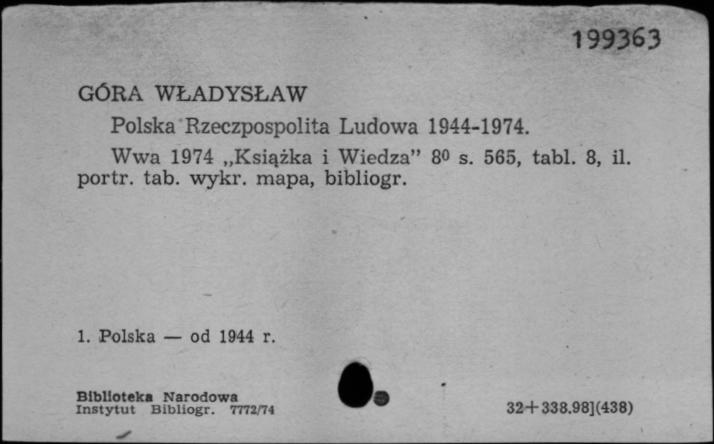 199363
GÓRA WŁADYSŁAW
Polska Rzeczpospolita Ludowa 1944-1974.
Wwa 1974 „Książka i Wiedza” 8⁰ s. 565, tabl. 8, il.
portr. tab. wykr. mapa, bibliogr.
1. Polska — od 1944 r.
Biblioteka Narodowa
Instytut Bibliogr. 7772/74
32+338.98](438)